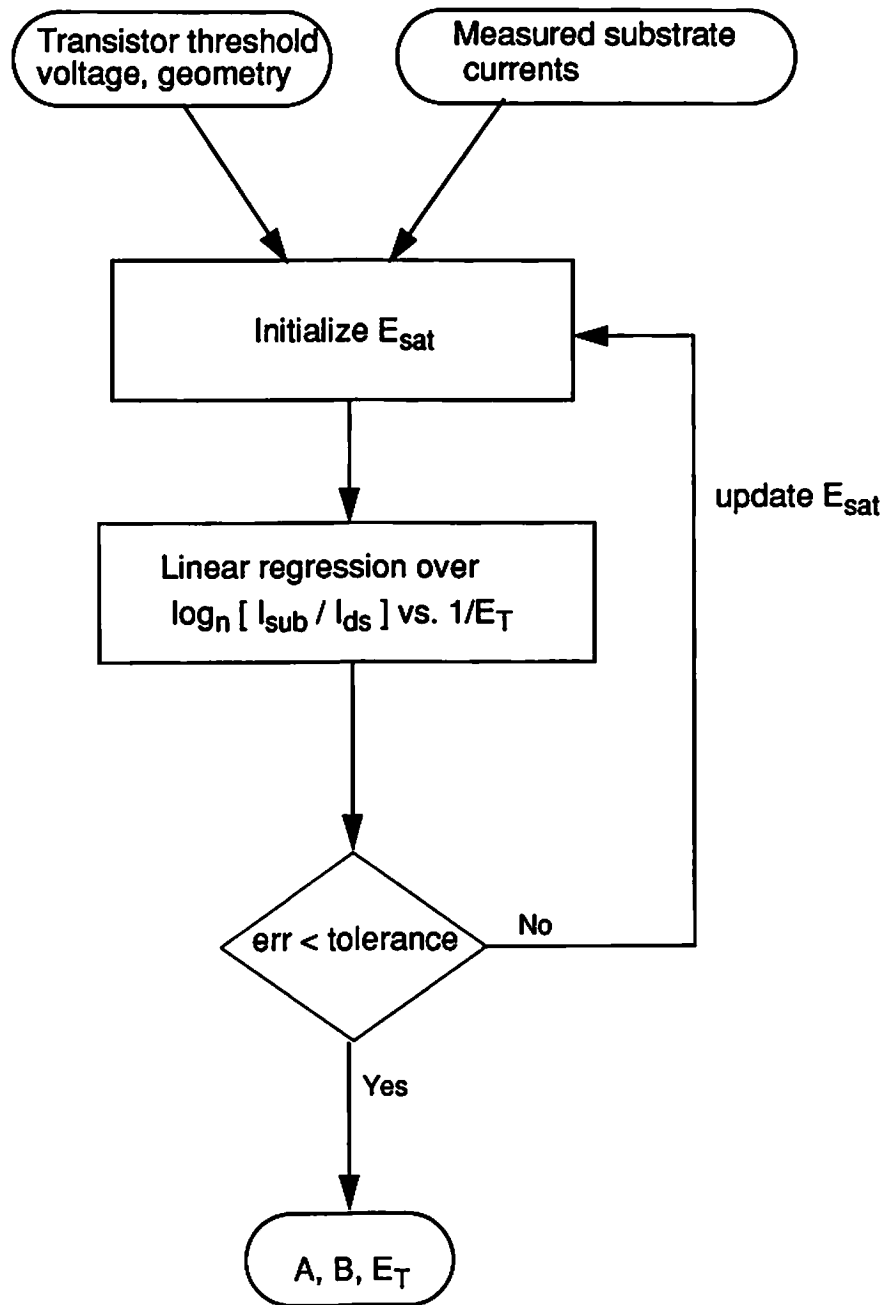 Transistor threshold
voltage, geometry
Measured substrate
currents
Initialize E_sat
update E_sat
Linear regression over
log_n [ I_sub / I_ds ] vs. 1/E_T
err < tolerance
No
Yes
A, B, E_T